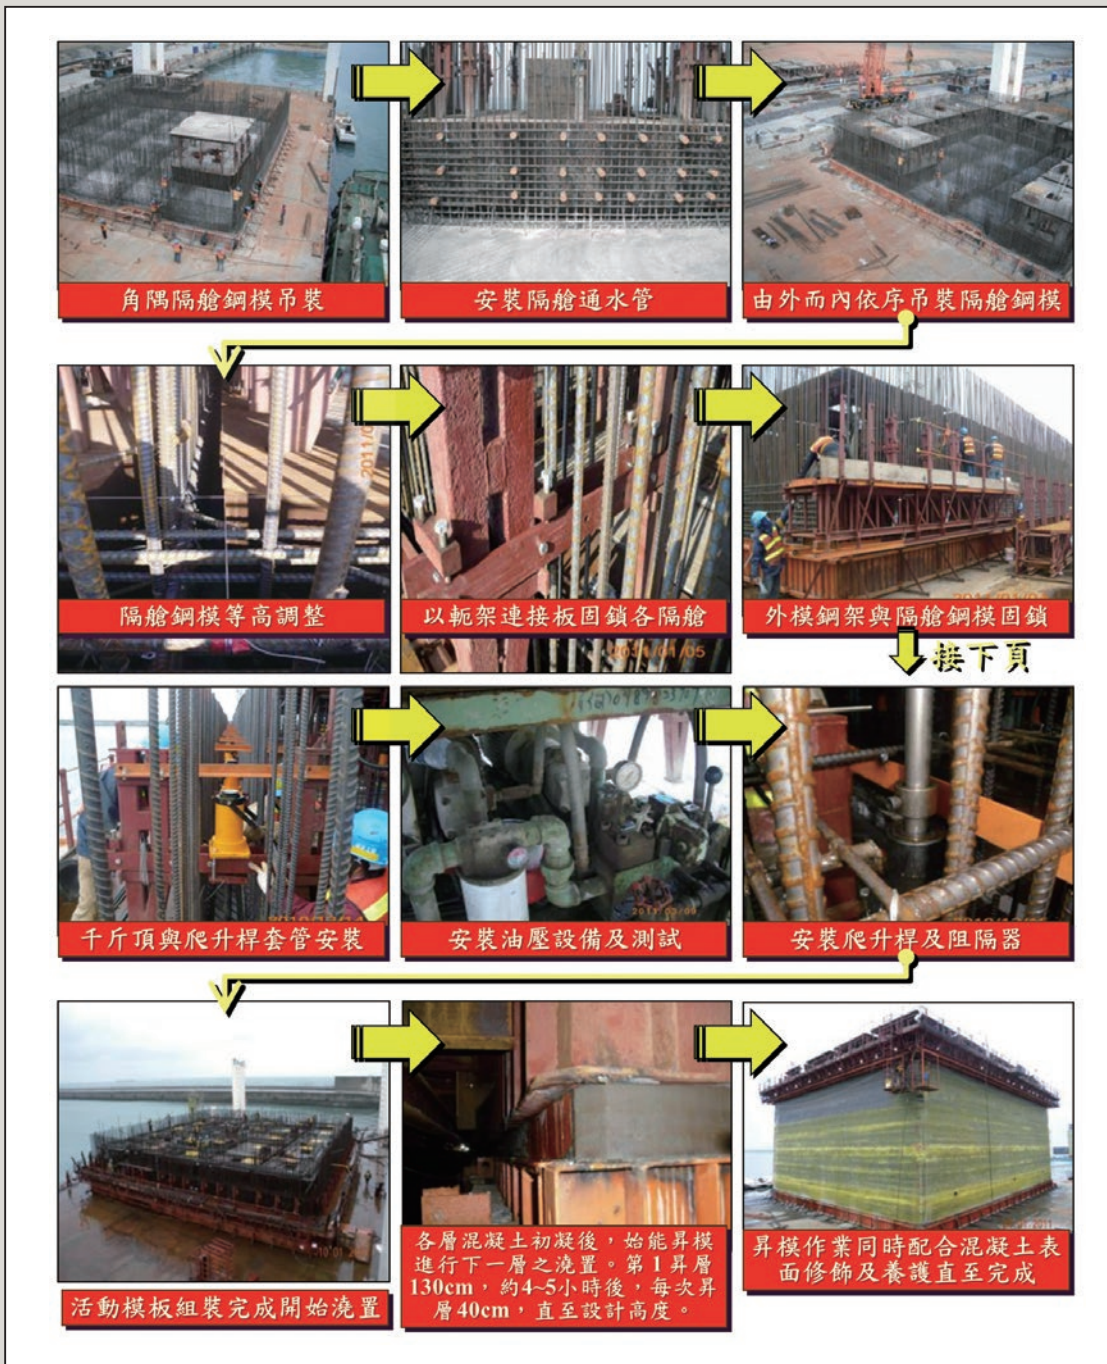 角隅隔艙鋼模吊裝
安裝隔艙通水管
由外而內依序吊裝隔艙鋼模
隔艙鋼模等高調整
以軛架連接板固鎖各隔艙
2011/01/05
外模鋼架與隔艙鋼模固鎖
接下頁
千斤頂與爬升桿套管安裝
安裝油壓設備及測試
安裝爬升桿及阻隔器
活動模板組裝完成開始澆置
各層混凝土初凝後，始能昇模
進行下一層之澆置。第1昇層
130cm，約4~5小時後，每次昇
層40cm，直至設計高度。
昇模作業同時配合混凝土表
面修飾及養護直至完成